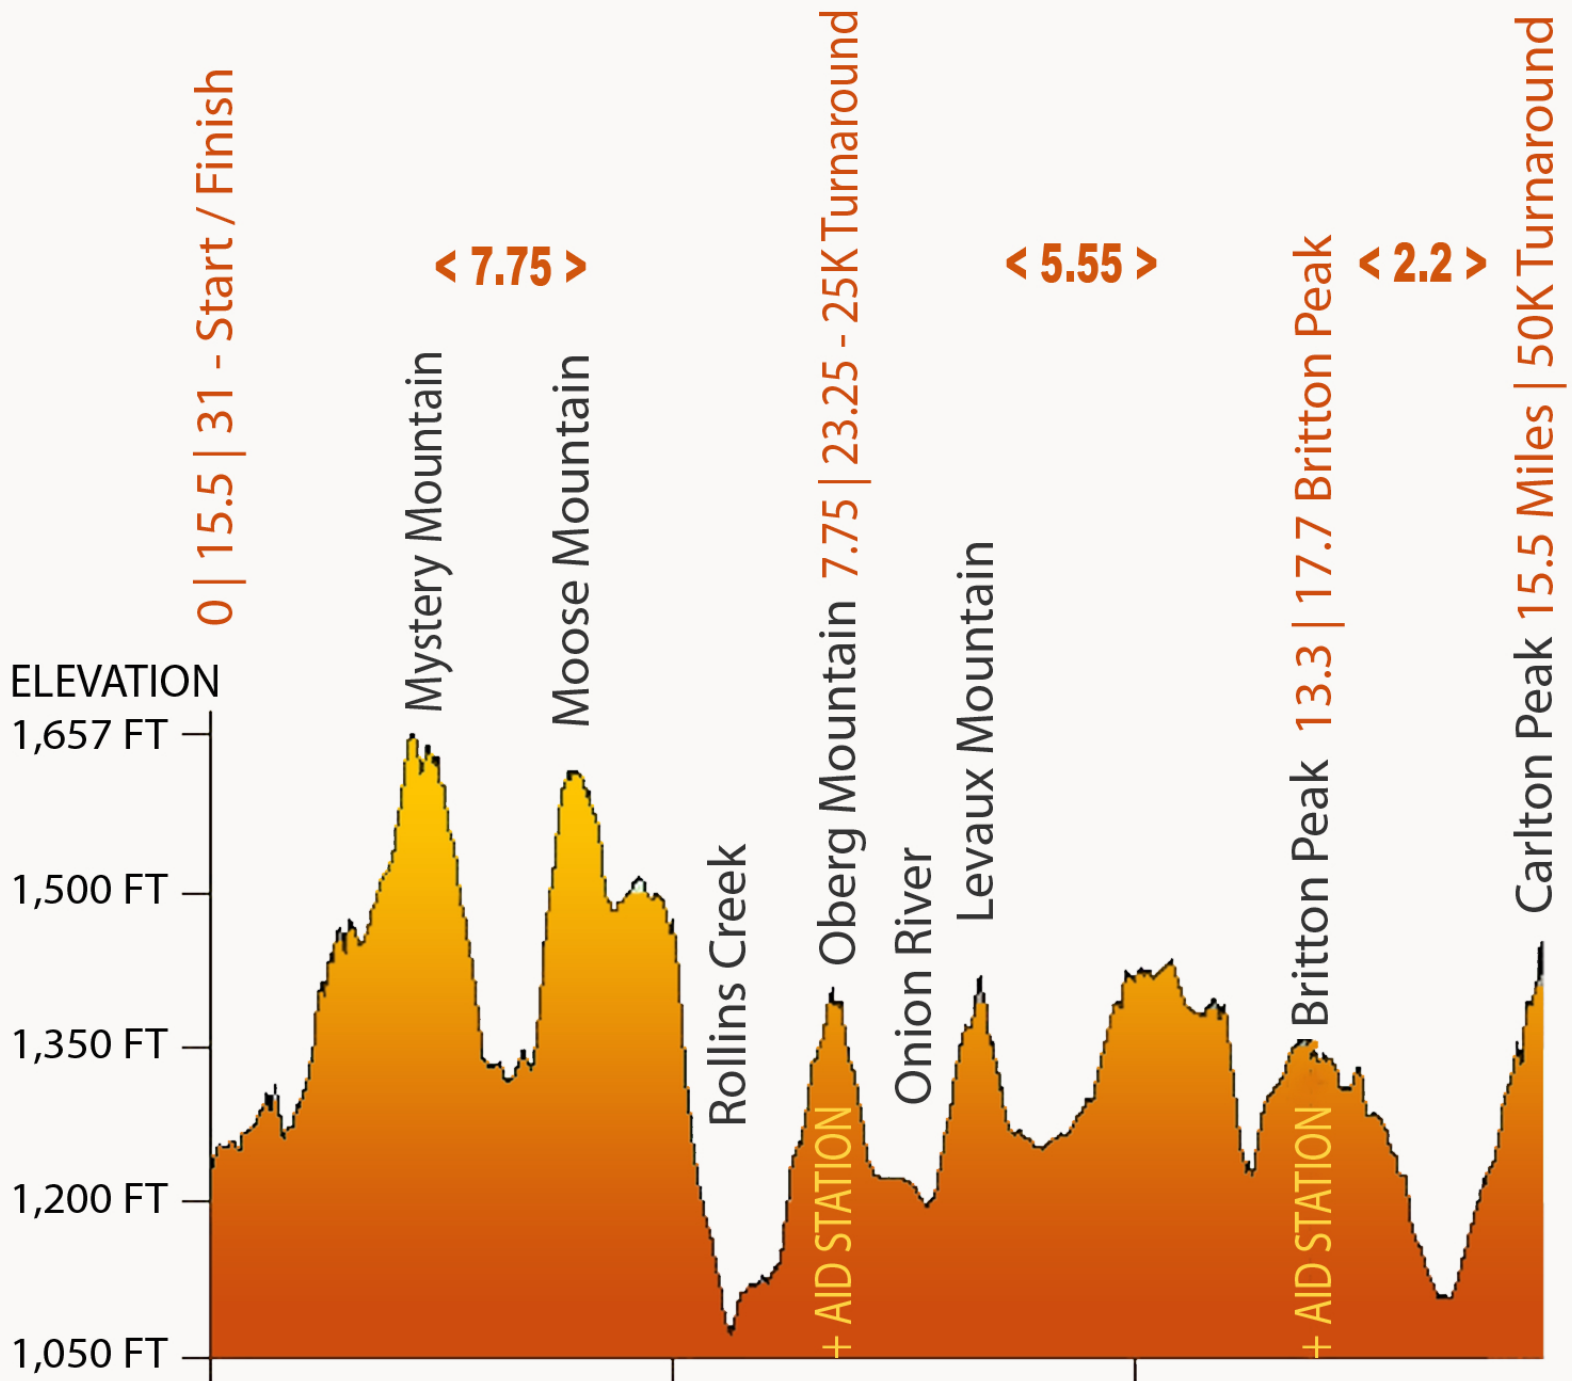 0 | 15.5 | 31 - Start / Finish
< 7.75 >
Mystery Mountain
Moose Mountain
Rollins Creek
Oberg Mountain 7.75 | 23.25 - 25K Turnaround
Onion River
Levaux Mountain
< 5.55 >
Britton Peak 13.3 | 17.7 Britton Peak
< 2.2 >
Carlton Peak 15.5 Miles | 50K Turnaround
ELEVATION
1,657 FT
1,500 FT
1,350 FT
1,200 FT
1,050 FT
+ AID STATION
+ AID STATION